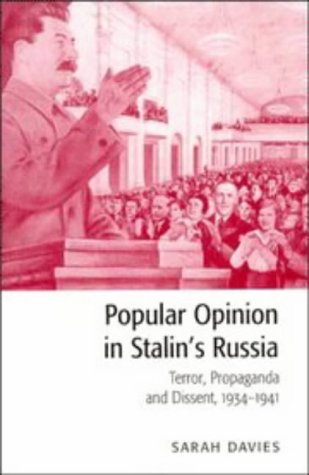 Popular Opinion
in Stalin's Russia
Terror, Propaganda
and Dissent, 1934–1941
SARAH DAVIES